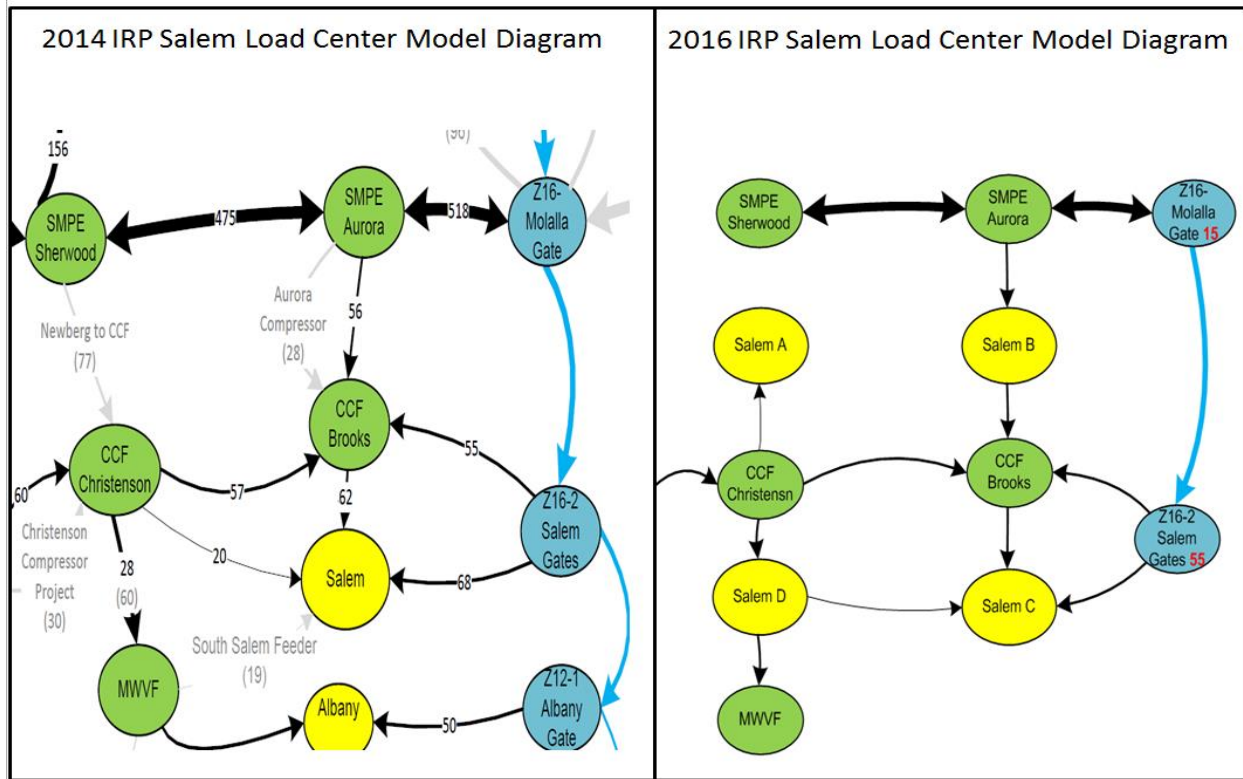 2014 IRP Salem Load Center Model Diagram
(96)
156
SMPE
Sherwood
475
SMPE
Aurora
518
Z16-
Molalla
Gate
Newberg to CCF
(77)
Aurora
Compressor
(28)
56
CCF
Christenson
60
57
CCF
Brooks
55
62
Christenson
Compressor
Project
(30)
28
(60)
20
Salem
68
Z16-2
Salem
Gates
South Salem Feeder
(19)
MWVF
Albany
50
Z12-1
Albany
Gate
2016 IRP Salem Load Center Model Diagram
SMPE
Sherwood
SMPE
Aurora
Z16-
Molalla
Gate 15
Salem A
Salem B
CCF
Christensn
CCF
Brooks
Z16-2
Salem
Gates 55
Salem D
Salem C
MWVF